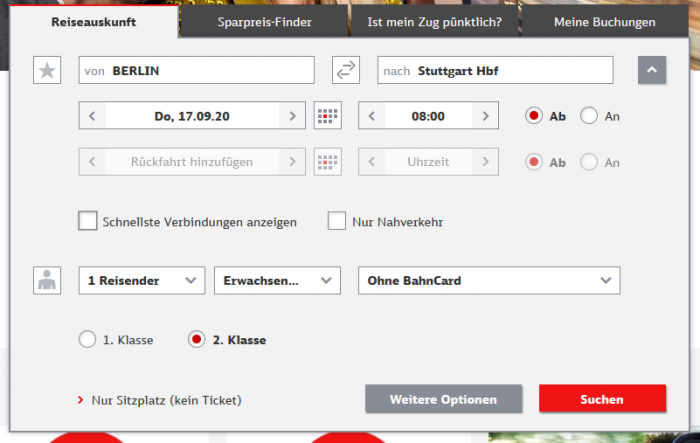 Reiseauskunft Sparpreis-Finder Ist mein Zug pünktlich? Meine Buchungen
von BERLIN nach Stuttgart Hbf
Do, 17.09.20 08:00 Ab An
Rückfahrt hinzufügen Uhrzeit Ab An
Schnellste Verbindungen anzeigen Nur Nahverkehr
1 Reisender Erwachsen... Ohne BahnCard
1. Klasse 2. Klasse
Nur Sitzplatz (kein Ticket) Weitere Optionen Suchen